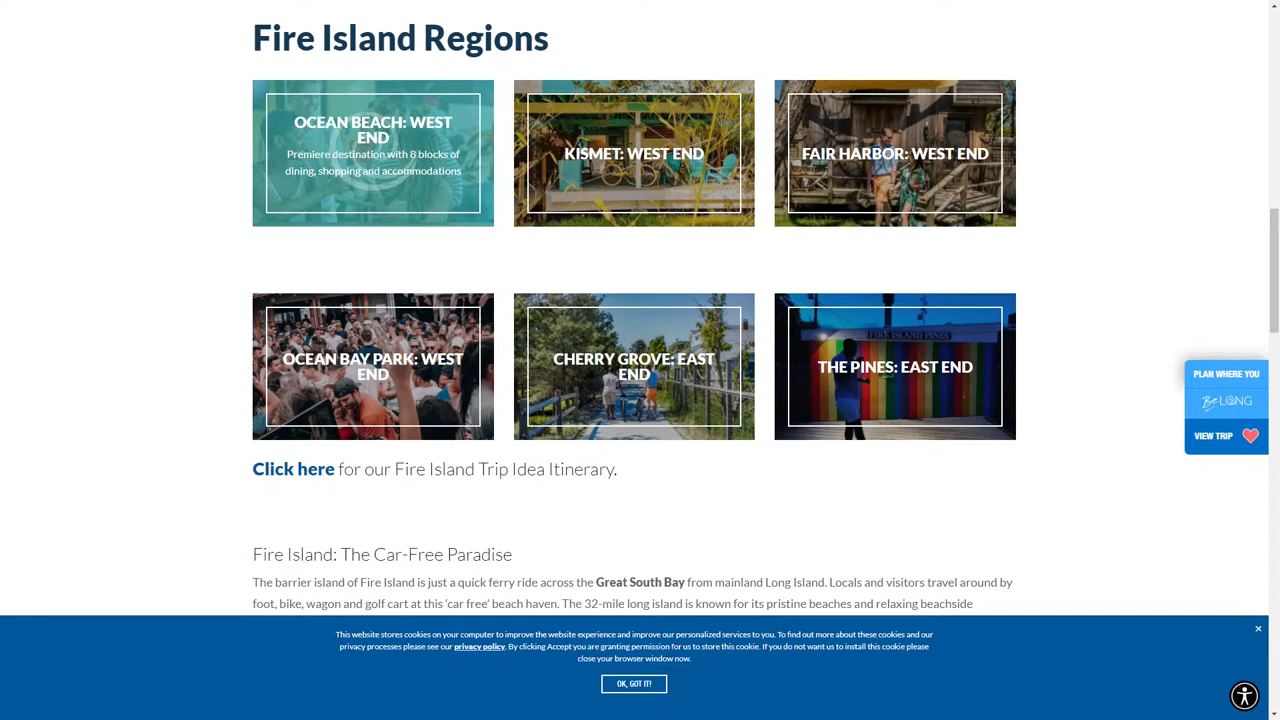 Fire Island Regions
OCEAN BEACH: WEST
END
Premiere destination with 8 blocks of
dining, shopping and accommodations
KISMET: WEST END
FAIR HARBOR: WEST END
OCEAN BAY PARK: WEST
END
CHERRY GROVE: EAST
END
FIRE ISLAND PINES
THE PINES: EAST END
PLAN WHERE YOU
BeLONG
VIEW TRIP
Click here for our Fire Island Trip Idea Itinerary.
Fire Island: The Car-Free Paradise
The barrier island of Fire Island is just a quick ferry ride across the Great South Bay from mainland Long Island. Locals and visitors travel around by
foot, bike, wagon and golf cart at this ‘car free’ beach haven. The 32-mile long island is known for its pristine beaches and relaxing beachside
This website stores cookies on your computer to improve the website experience and improve our personalized services to you. To find out more about these cookies and our
privacy processes please see our privacy policy. By clicking Accept you are granting permission for us to store this cookie. If you do not want us to install this cookie please
close your browser window now.
OK, GOT IT!